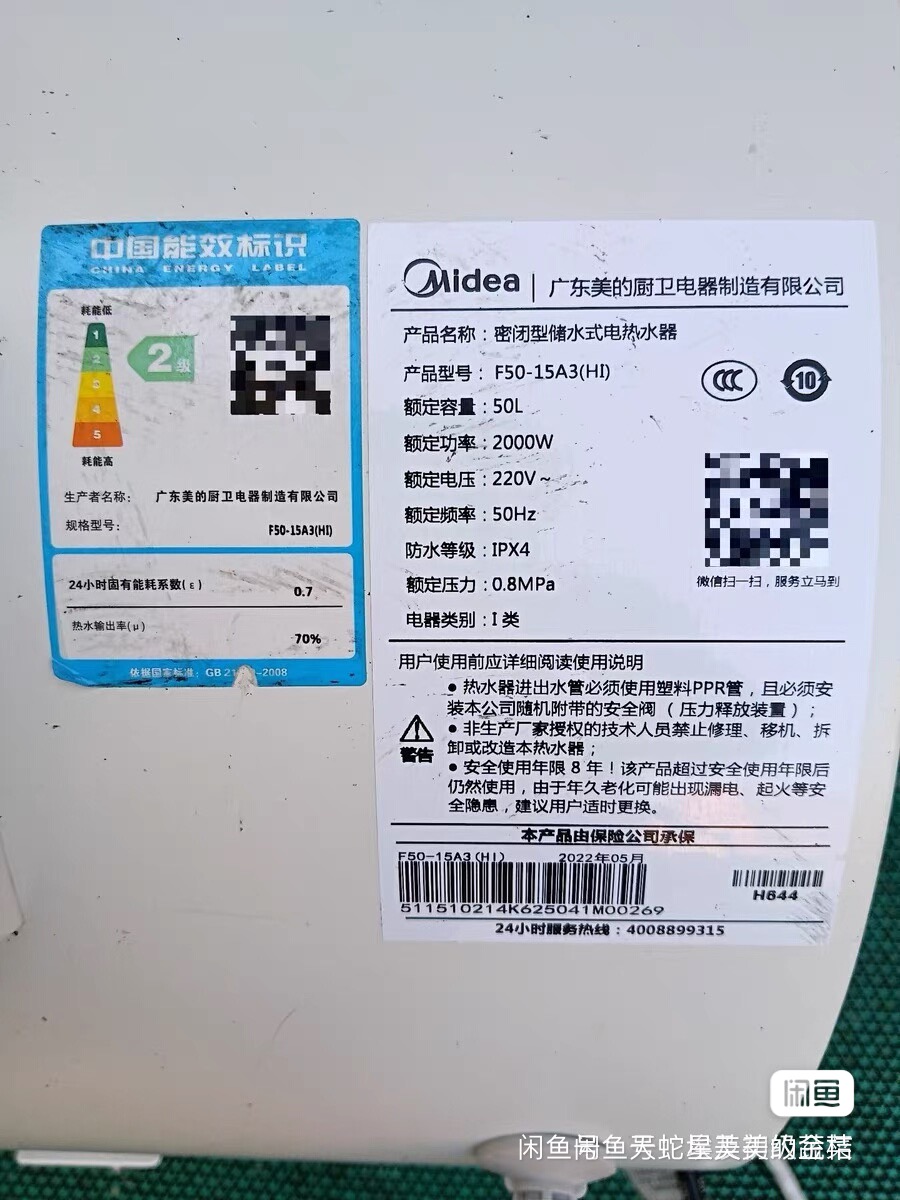 中国能效标识
CHINA ENERGY LABEL
耗能低
1
2
3
4
5
2级
耗能高
生产者名称： 广东美的厨卫电器制造有限公司
规格型号： F50-15A3(HI)
24小时固有能耗系数(ε) 0.7
热水输出率(μ) 70%
依据国家标准：GB 21 -2008
Midea 广东美的厨卫电器制造有限公司
产品名称：密闭型储水式电热水器
产品型号：F50-15A3(HI)
CCC
10
额定容量：50L
额定功率：2000W
额定电压：220V～
额定频率：50Hz
防水等级：IPX4
额定压力：0.8MPa
电器类别：I 类
微信扫一扫，服务立马到
用户使用前应详细阅读使用说明
警告
● 热水器进出水管必须使用塑料PPR管，且必须安
装本公司随机附带的安全阀（压力释放装置）；
● 非生产厂家授权的技术人员禁止修理、移机、拆
卸或改造本热水器；
● 安全使用年限 8 年！该产品超过安全使用年限后
仍然使用，由于年久老化可能出现漏电、起火等安
全隐患，建议用户适时更换。
本产品由保险公司承保
F50-15A3(HI) 2022年05月
511510214K625041M00269
H644
24小时服务热线：4008899315
闲鱼